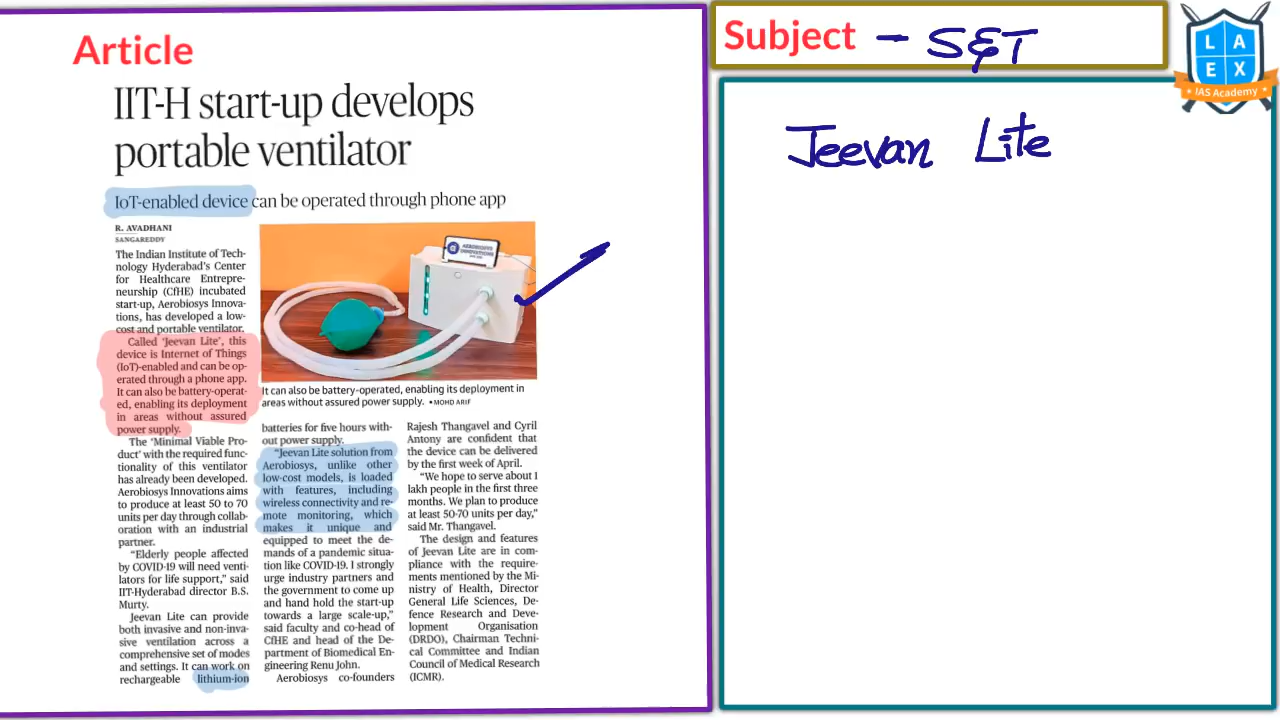 Article
IIT-H start-up develops
portable ventilator
IoT-enabled device can be operated through phone app
R. AVADHANI
SANGAREDDY
The Indian Institute of Tech-
nology Hyderabad's Center
for Healthcare Entrepre-
neurship (CfHE) incubated
start-up, Aerobiosys Innova-
tions, has developed a low-
cost and portable ventilator.
Called 'Jeevan Lite', this
device is Internet of Things
(IoT)-enabled and can be op-
erated through a phone app.
It can also be battery-operat-
ed, enabling its deployment
in areas without assured
power supply.
The 'Minimal Viable Pro-
duct' with the required func-
tionality of this ventilator
has already been developed.
Aerobiosys Innovations aims
to produce at least 50 to 70
units per day through collab-
oration with an industrial
partner.
"Elderly people affected
by COVID-19 will need venti-
lators for life support," said
IIT-Hyderabad director B.S.
Murty.
Jeevan Lite can provide
both invasive and non-inva-
sive ventilation across a
comprehensive set of modes
and settings. It can work on
rechargeable lithium-ion
AEROBIOSYS
INNOVATIONS
It can also be battery-operated, enabling its deployment in
areas without assured power supply. •MOHD ARIF
batteries for five hours with-
out power supply.
"Jeevan Lite solution from
Aerobiosys, unlike other
low-cost models, is loaded
with features, including
wireless connectivity and re-
mote monitoring, which
makes it unique and
equipped to meet the de-
mands of a pandemic situa-
tion like COVID-19. I strongly
urge industry partners and
the government to come up
and hand hold the start-up
towards a large scale-up,"
said faculty and co-head of
CfHE and head of the De-
partment of Biomedical En-
gineering Renu John.
Aerobiosys co-founders
Rajesh Thangavel and Cyril
Antony are confident that
the device can be delivered
by the first week of April.
"We hope to serve about 1
lakh people in the first three
months. We plan to produce
at least 50-70 units per day,"
said Mr. Thangavel.
The design and features
of Jeevan Lite are in com-
pliance with the require-
ments mentioned by the Mi-
nistry of Health, Director
General Life Sciences, De-
fence Research and Deve-
lopment Organisation
(DRDO), Chairman Techni-
cal Committee and Indian
Council of Medical Research
(ICMR).
Subject - S&T
L A
E X
IAS Academy
Jeevan Lite